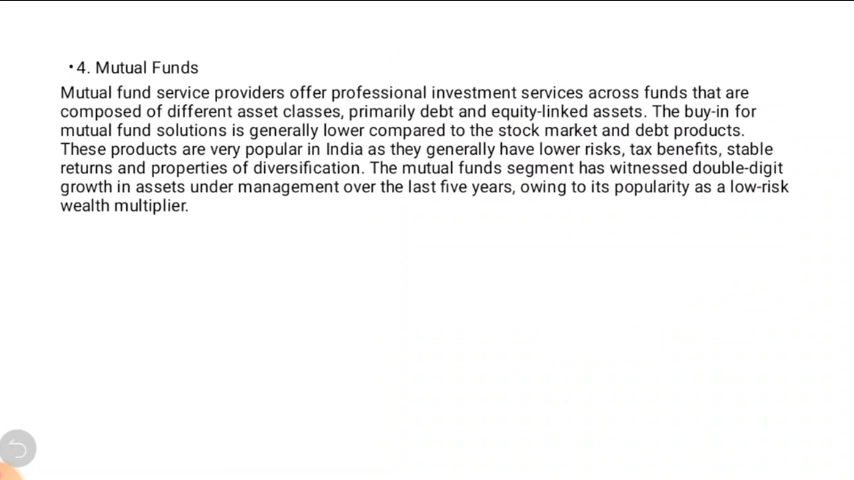 •4. Mutual Funds
Mutual fund service providers offer professional investment services across funds that are
composed of different asset classes, primarily debt and equity-linked assets. The buy-in for
mutual fund solutions is generally lower compared to the stock market and debt products.
These products are very popular in India as they generally have lower risks, tax benefits, stable
returns and properties of diversification. The mutual funds segment has witnessed double-digit
growth in assets under management over the last five years, owing to its popularity as a low-risk
wealth multiplier.